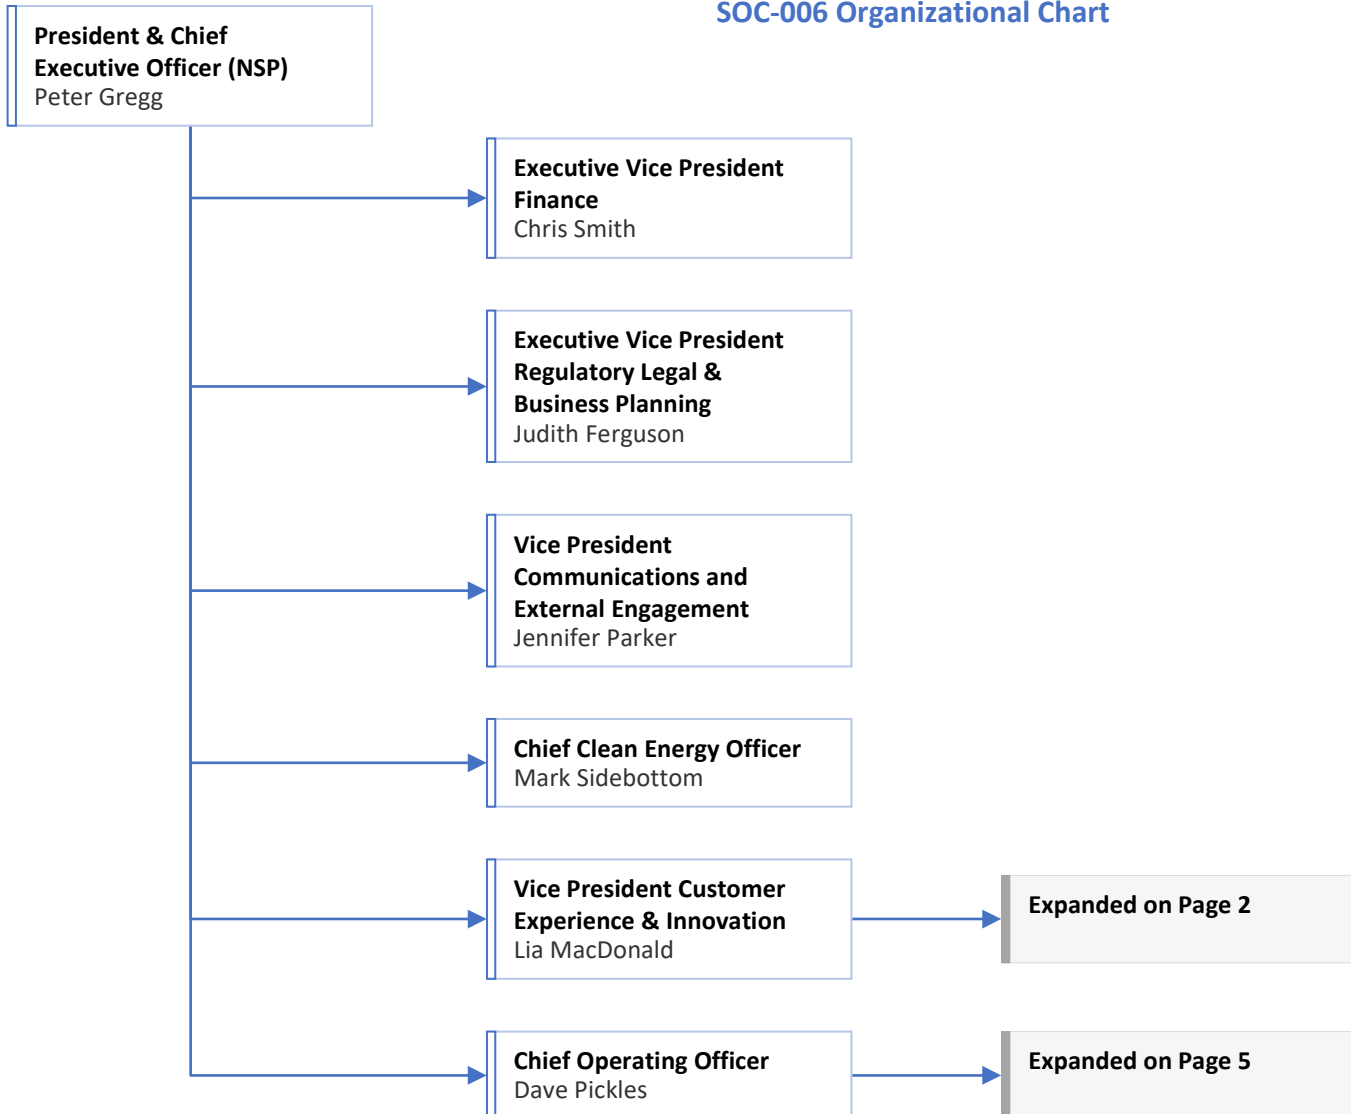 SOC-006 Organizational Chart
President & Chief
Executive Officer (NSP)
Peter Gregg
Executive Vice President
Finance
Chris Smith
Executive Vice President
Regulatory Legal &
Business Planning
Judith Ferguson
Vice President
Communications and
External Engagement
Jennifer Parker
Chief Clean Energy Officer
Mark Sidebottom
Vice President Customer
Experience & Innovation
Lia MacDonald
Expanded on Page 2
Chief Operating Officer
Dave Pickles
Expanded on Page 5